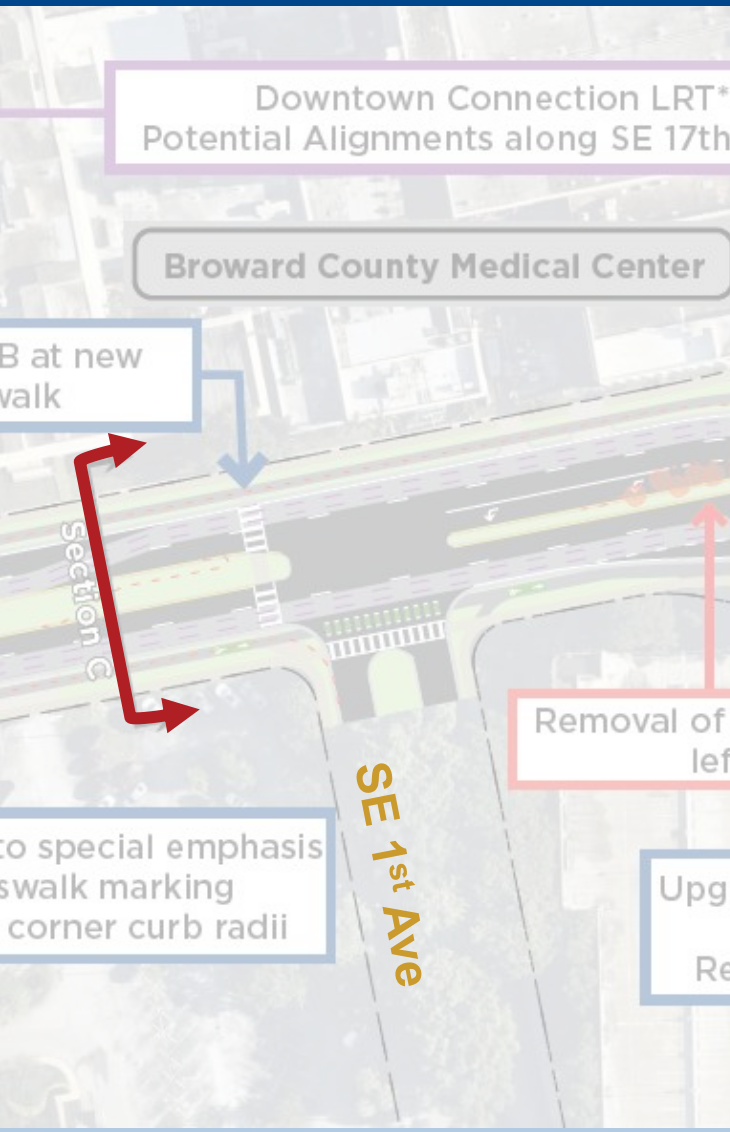 Downtown Connection LRT*
Potential Alignments along SE 17th
Broward County Medical Center
B at new
walk
Section C
Removal of
lef
SE 1st Ave
to special emphasis
swalk marking
corner curb radii
Upg
Re